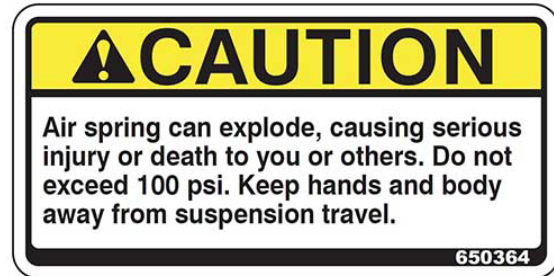 CAUTION
Air spring can explode, causing serious
injury or death to you or others. Do not
exceed 100 psi. Keep hands and body
away from suspension travel.
650364